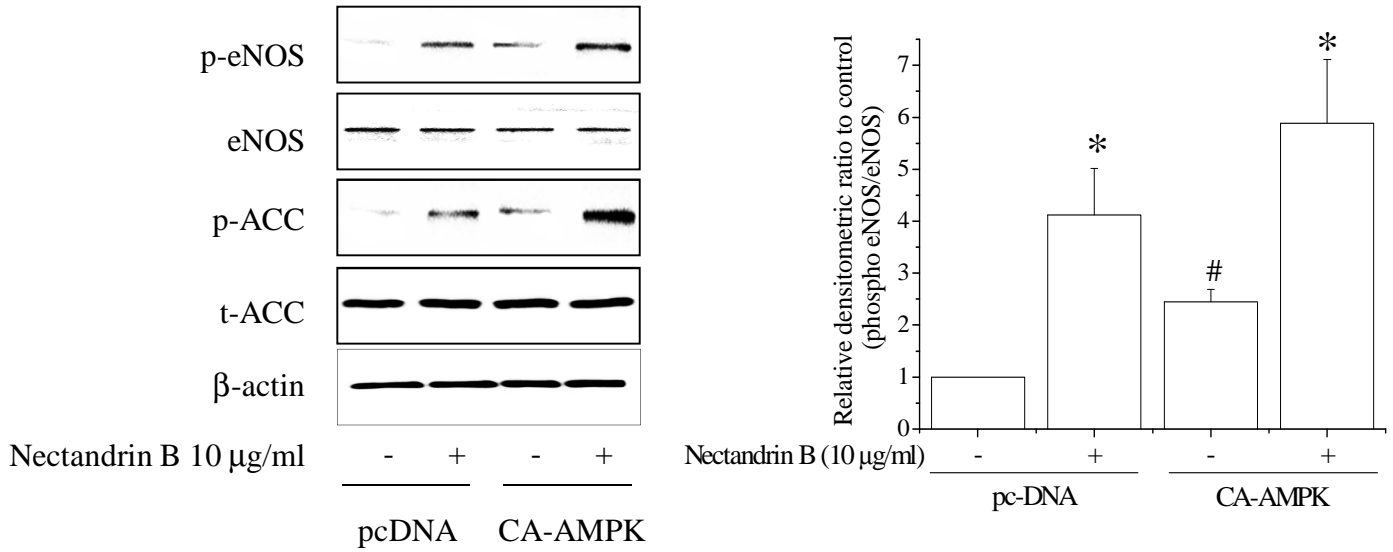 p-eNOS
eNOS
p-ACC
t-ACC
β-actin
Nectandrin B 10 μg/ml - + - +
pcDNA CA-AMPK
Relative densitometric ratio to control
(phospho eNOS/eNOS)
7
6
5
4
3
2
1
0
*
#
*
Nectandrin B (10 μg/ml) - + - +
pc-DNA CA-AMPK